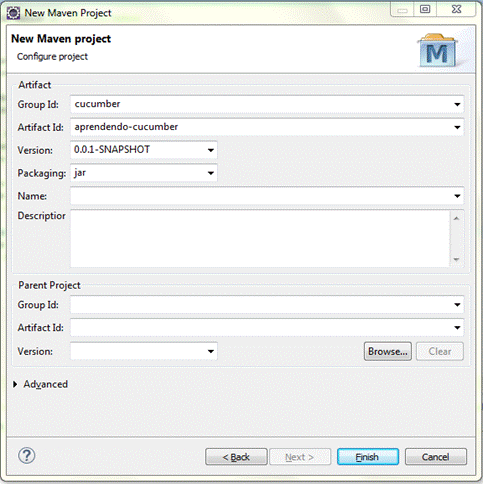 New Maven Project
New Maven project
Configure project
M
Artifact
Group Id: cucumber
Artifact Id: aprendendo-cucumber
Version: 0.0.1-SNAPSHOT
Packaging: jar
Name:
Description
Parent Project
Group Id:
Artifact Id:
Version: Browse... Clear
Advanced
? < Back Next > Finish Cancel